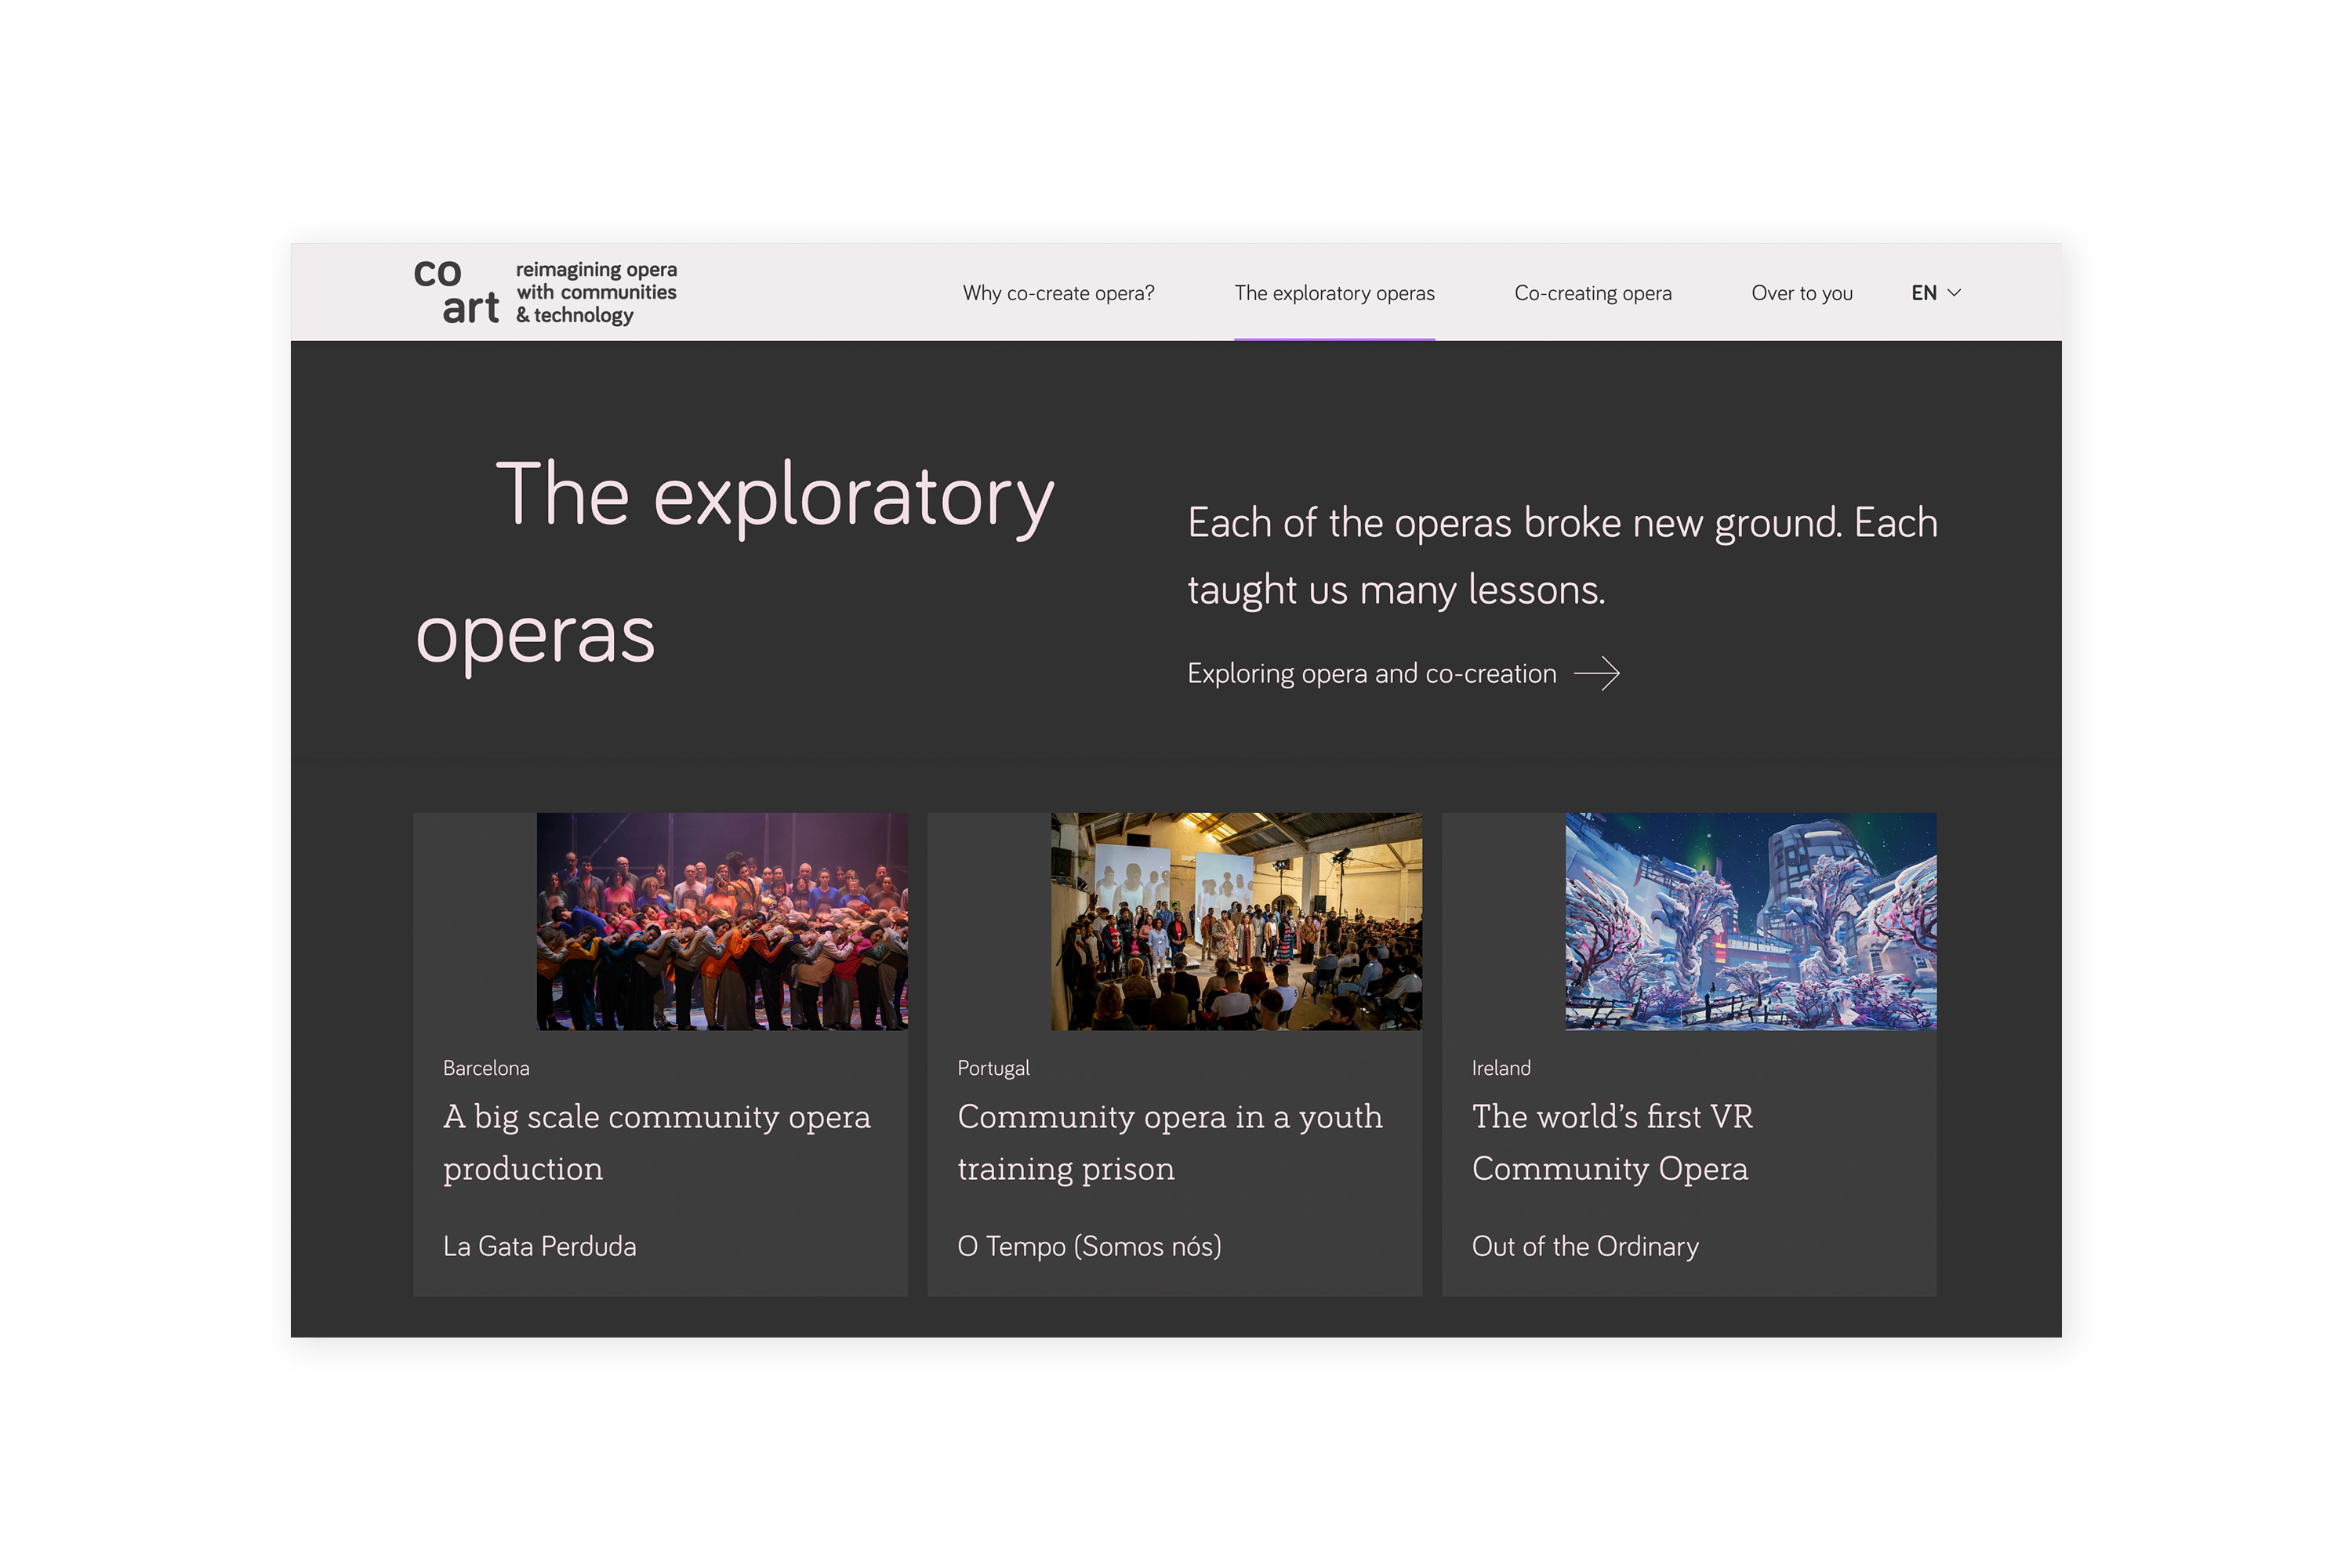 co
art
reimagining opera
with communities
& technology
Why co-create opera?
The exploratory operas
Co-creating opera
Over to you
EN
The exploratory
operas
Each of the operas broke new ground. Each
taught us many lessons.
Exploring opera and co-creation
Barcelona
A big scale community opera
production
La Gata Perduda
Portugal
Community opera in a youth
training prison
O Tempo (Somos nós)
Ireland
The world’s first VR
Community Opera
Out of the Ordinary